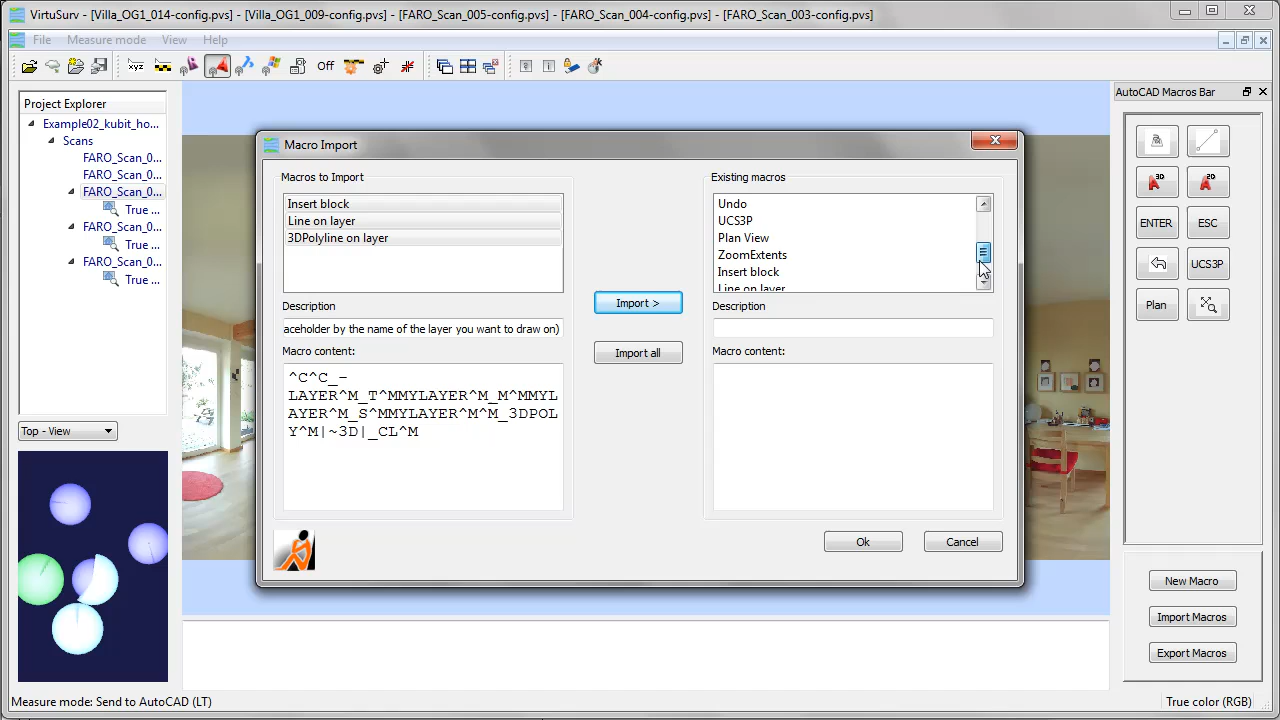 VirtuSurv - [Villa_OG1_014-config.pvs] - [Villa_OG1_009-config.pvs] - [FARO_Scan_005-config.pvs] - [FARO_Scan_004-config.pvs] - [FARO_Scan_003-config.pvs]
File Measure mode View Help
xyz Off
Project Explorer
Example02_kubit_ho...
Scans
FARO_Scan_0...
FARO_Scan_0...
FARO_Scan_0...
True ...
FARO_Scan_0...
True ...
FARO_Scan_0...
True ...
Top - View
Macro Import
Macros to Import
Insert block
Line on layer
3DPolyline on layer
Description
aceholder by the name of the layer you want to draw on)
Macro content:
^C^C_-
LAYER^M_T^MMYLAYER^M_M^MMYL
AYER^M_S^MMYLAYER^M^M_3DPOL
Y^M|~3D|_CL^M
Import >
Import all
Existing macros
Undo
UCS3P
Plan View
ZoomExtents
Insert block
Line on layer
Description
Macro content:
Ok
Cancel
AutoCAD Macros Bar
3D
2D
ENTER
ESC
UCS3P
Plan
New Macro
Import Macros
Export Macros
Measure mode: Send to AutoCAD (LT)
True color (RGB)